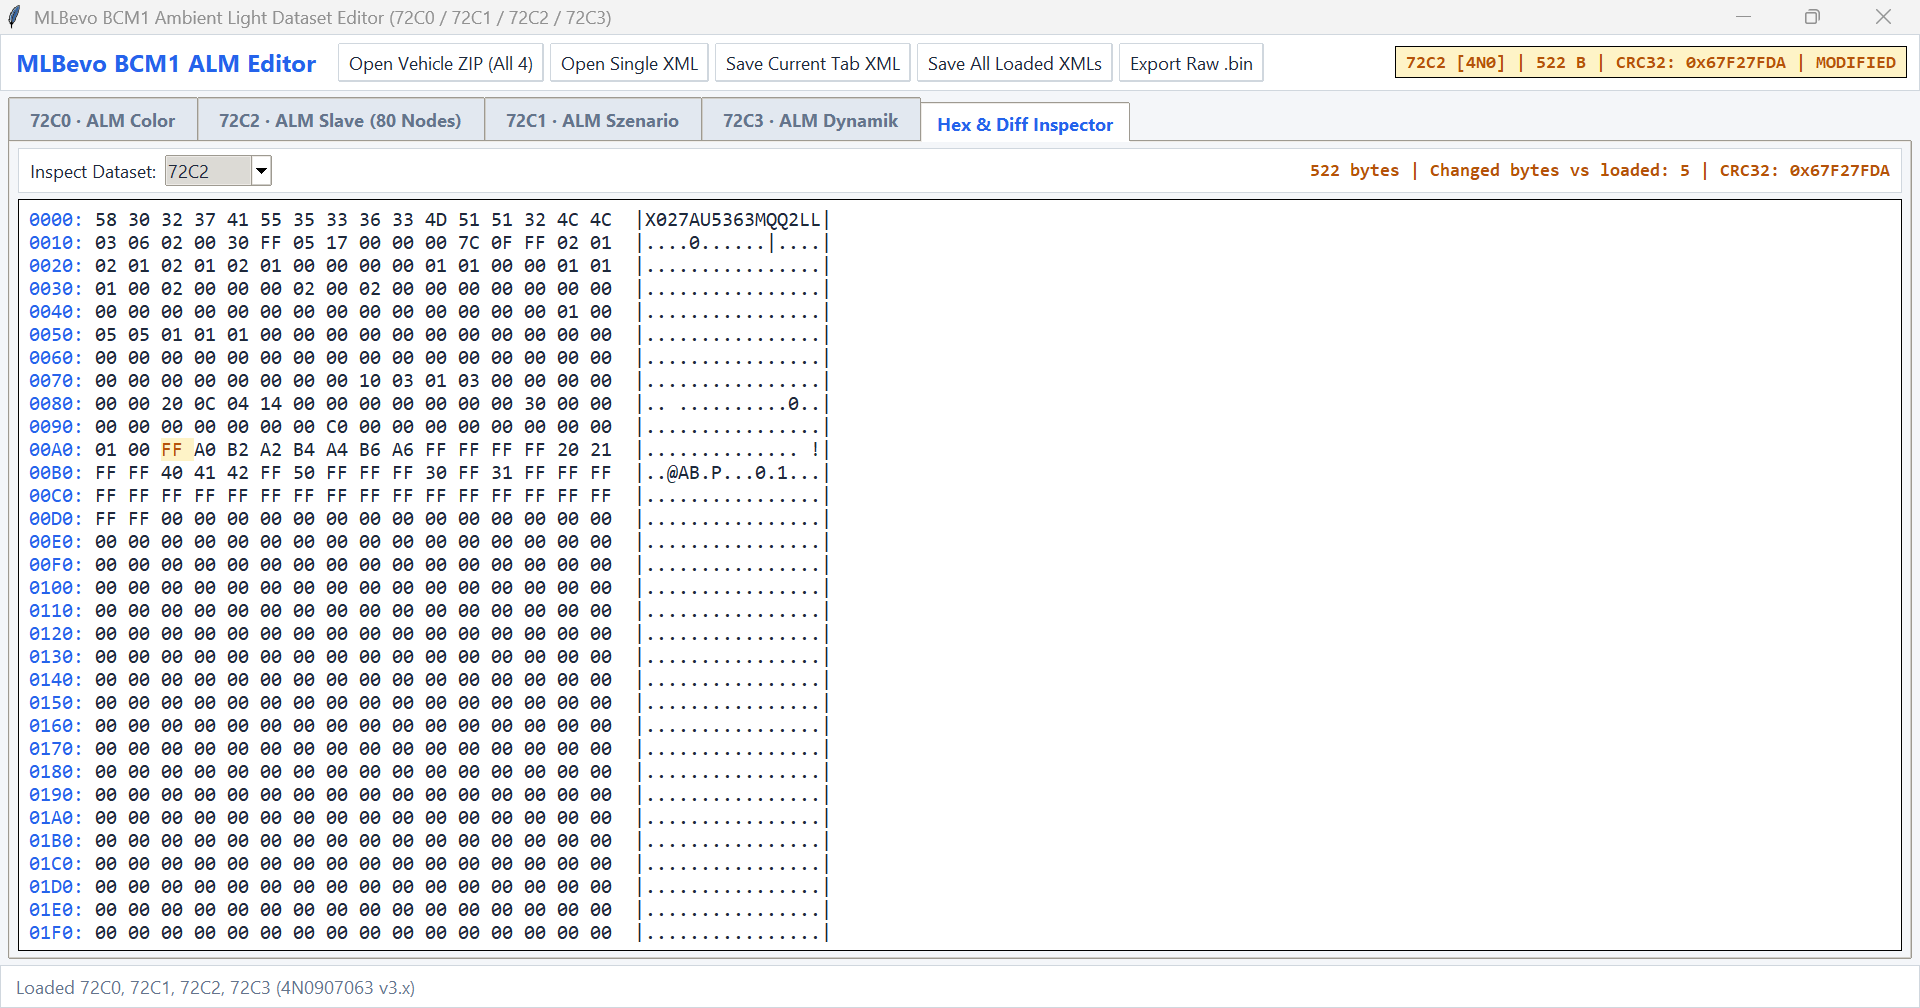 MLBevo BCM1 Ambient Light Dataset Editor (72C0 / 72C1 / 72C2 / 72C3)
MLBevo BCM1 ALM Editor
Open Vehicle ZIP (All 4)
Open Single XML
Save Current Tab XML
Save All Loaded XMLs
Export Raw .bin
72C2 [4N0] | 522 B | CRC32: 0x67F27FDA | MODIFIED
72C0 · ALM Color
72C2 · ALM Slave (80 Nodes)
72C1 · ALM Szenario
72C3 · ALM Dynamik
Hex & Diff Inspector
Inspect Dataset: 72C2
522 bytes | Changed bytes vs loaded: 5 | CRC32: 0x67F27FDA
0000: 58 30 32 37 41 55 35 33 36 33 4D 51 51 32 4C 4C |X027AU5363MQQ2LL|
0010: 03 06 02 00 30 FF 05 17 00 00 00 7C 0F FF 02 01 |....0......|....|
0020: 02 01 02 01 02 01 00 00 00 00 01 01 00 00 01 01 |................|
0030: 01 00 02 00 00 00 02 00 02 00 00 00 00 00 00 00 |................|
0040: 00 00 00 00 00 00 00 00 00 00 00 00 00 00 01 00 |................|
0050: 05 05 01 01 01 00 00 00 00 00 00 00 00 00 00 00 |................|
0060: 00 00 00 00 00 00 00 00 00 00 00 00 00 00 00 00 |................|
0070: 00 00 00 00 00 00 00 00 10 03 01 03 00 00 00 00 |................|
0080: 00 00 20 0C 04 14 00 00 00 00 00 00 00 30 00 00 |.. ..........0..|
0090: 00 00 00 00 00 00 00 C0 00 00 00 00 00 00 00 00 |................|
00A0: 01 00 FF A0 B2 A2 B4 A4 B6 A6 FF FF FF FF 20 21 |.............. !|
00B0: FF FF 40 41 42 FF 50 FF FF FF 30 FF 31 FF FF FF |..@AB.P...0.1...|
00C0: FF FF FF FF FF FF FF FF FF FF FF FF FF FF FF FF |................|
00D0: FF FF 00 00 00 00 00 00 00 00 00 00 00 00 00 00 |................|
00E0: 00 00 00 00 00 00 00 00 00 00 00 00 00 00 00 00 |................|
00F0: 00 00 00 00 00 00 00 00 00 00 00 00 00 00 00 00 |................|
0100: 00 00 00 00 00 00 00 00 00 00 00 00 00 00 00 00 |................|
0110: 00 00 00 00 00 00 00 00 00 00 00 00 00 00 00 00 |................|
0120: 00 00 00 00 00 00 00 00 00 00 00 00 00 00 00 00 |................|
0130: 00 00 00 00 00 00 00 00 00 00 00 00 00 00 00 00 |................|
0140: 00 00 00 00 00 00 00 00 00 00 00 00 00 00 00 00 |................|
0150: 00 00 00 00 00 00 00 00 00 00 00 00 00 00 00 00 |................|
0160: 00 00 00 00 00 00 00 00 00 00 00 00 00 00 00 00 |................|
0170: 00 00 00 00 00 00 00 00 00 00 00 00 00 00 00 00 |................|
0180: 00 00 00 00 00 00 00 00 00 00 00 00 00 00 00 00 |................|
0190: 00 00 00 00 00 00 00 00 00 00 00 00 00 00 00 00 |................|
01A0: 00 00 00 00 00 00 00 00 00 00 00 00 00 00 00 00 |................|
01B0: 00 00 00 00 00 00 00 00 00 00 00 00 00 00 00 00 |................|
01C0: 00 00 00 00 00 00 00 00 00 00 00 00 00 00 00 00 |................|
01D0: 00 00 00 00 00 00 00 00 00 00 00 00 00 00 00 00 |................|
01E0: 00 00 00 00 00 00 00 00 00 00 00 00 00 00 00 00 |................|
01F0: 00 00 00 00 00 00 00 00 00 00 00 00 00 00 00 00 |................|
Loaded 72C0, 72C1, 72C2, 72C3 (4N0907063 v3.x)